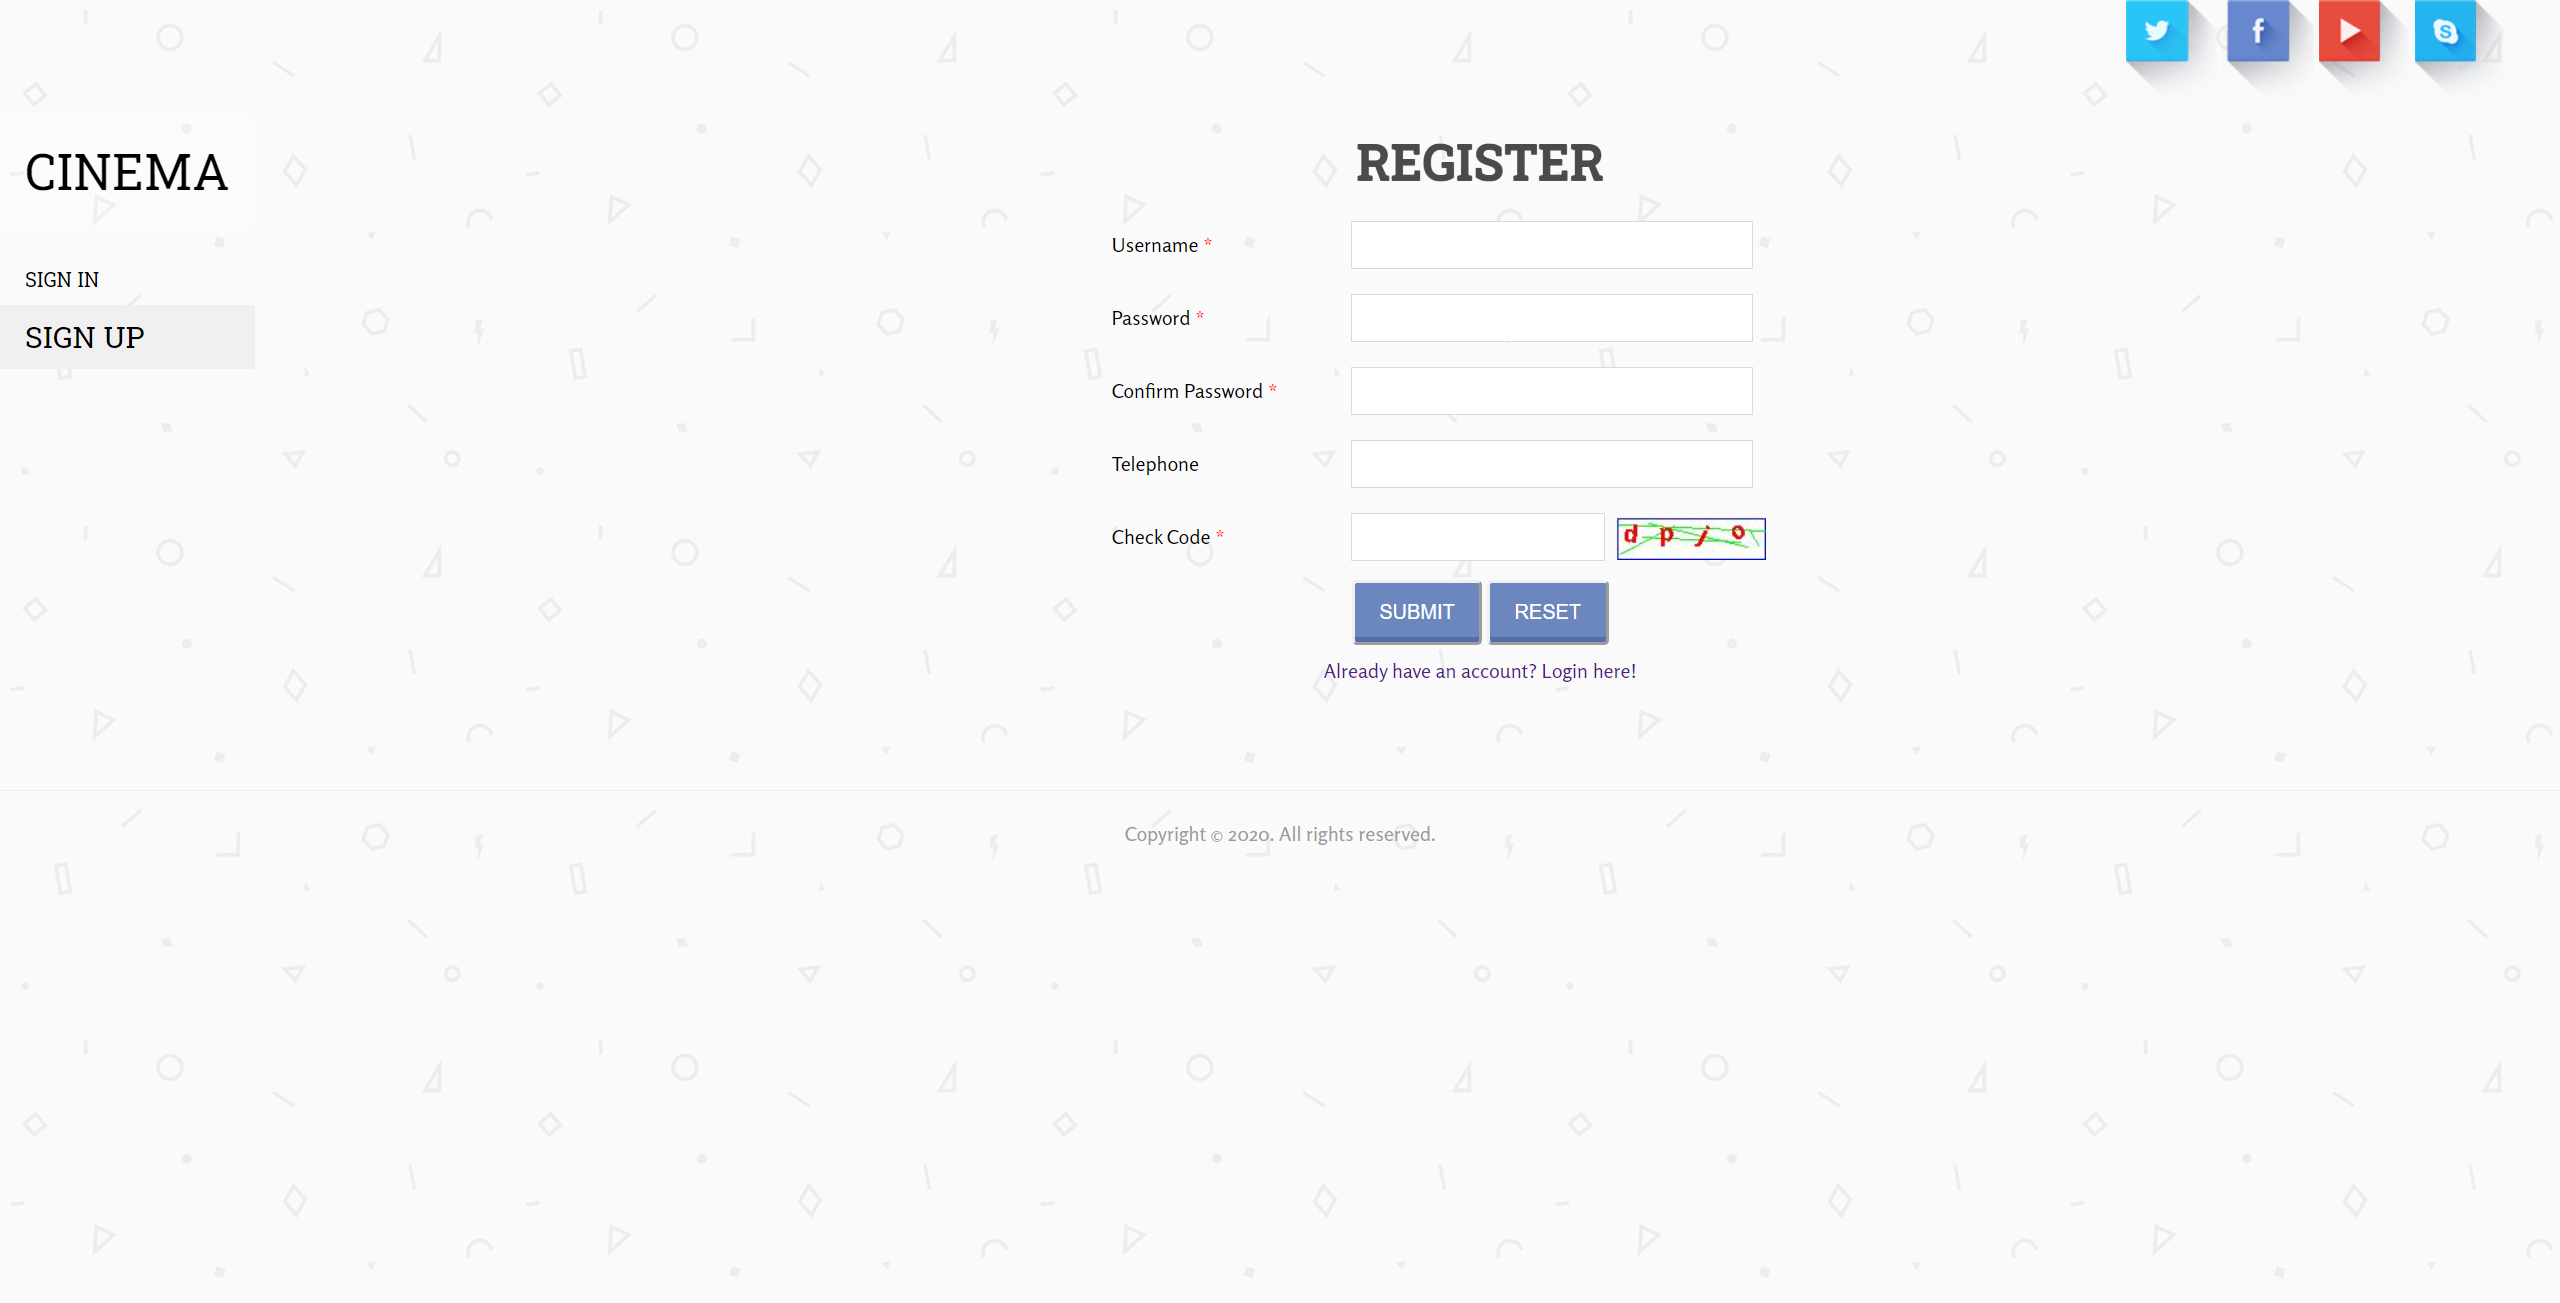 CINEMA
SIGN IN
SIGN UP
REGISTER
Username *
Password *
Confirm Password *
Telephone
Check Code *
d p j o
SUBMIT RESET
Already have an account? Login here!
Copyright © 2020. All rights reserved.